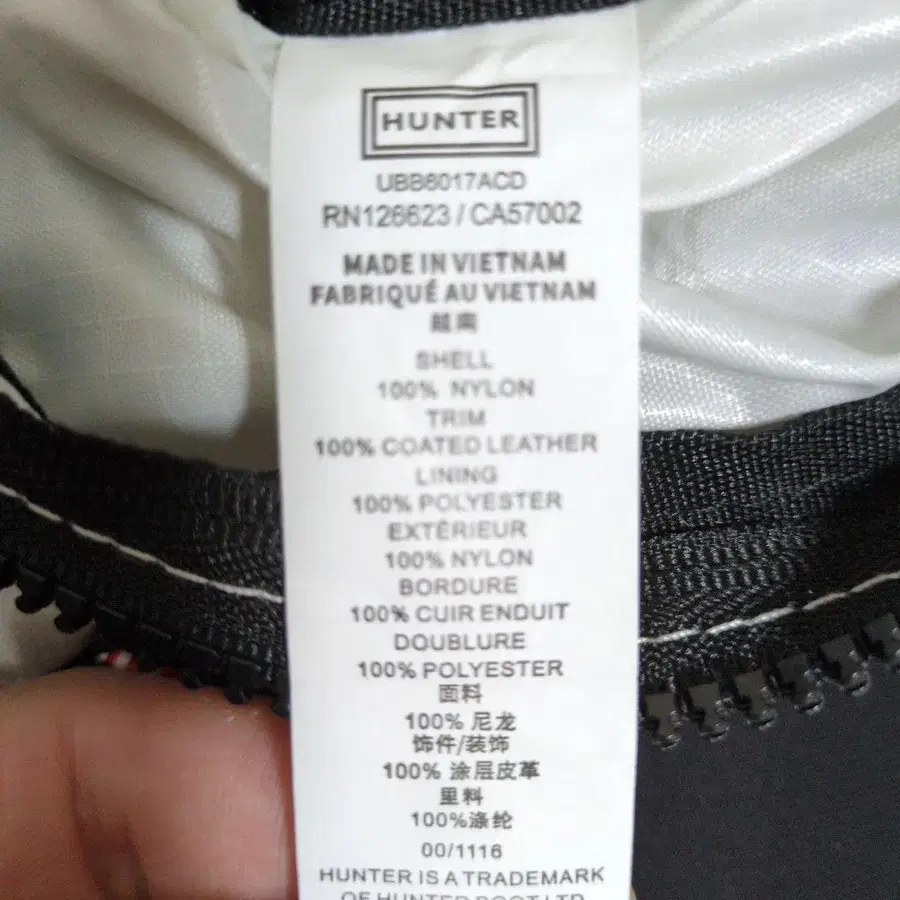 HUNTER
UBB6017ACD
RN126623 / CA57002
MADE IN VIETNAM
FABRIQUÉ AU VIETNAM
越南
SHELL
100% NYLON
TRIM
100% COATED LEATHER
LINING
100% POLYESTER
EXTÉRIEUR
100% NYLON
BORDURE
100% CUIR ENDUIT
DOUBLURE
100% POLYESTER
面料
100% 尼龙
饰件/装饰
100% 涂层皮革
里料
100%涤纶
00/1116
HUNTER IS A TRADEMARK
OF HUNTER BOOT LTD